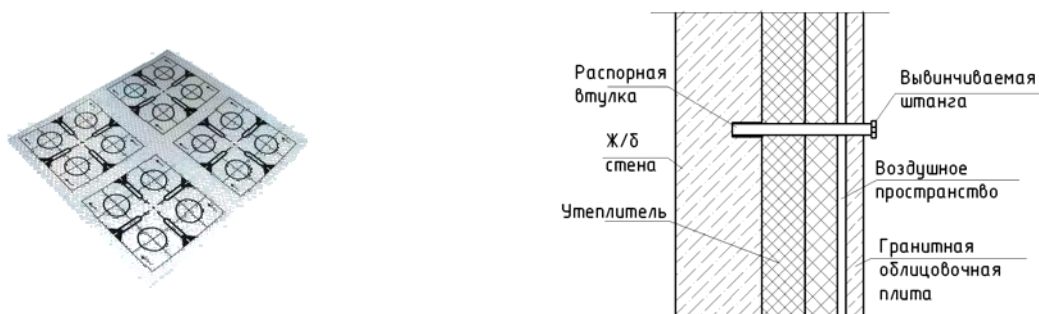 Распорная
втулка
Ж/б
стена
Утеплитель
Вывинчиваемая
штанга
Воздушное
пространство
Гранитная
облицовочная
плита